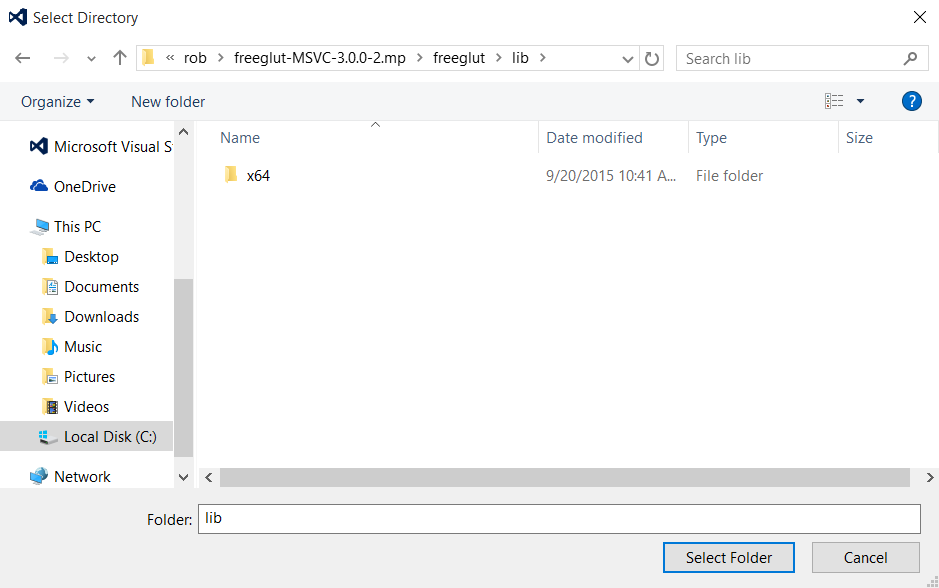 Select Directory
« rob > freeglut-MSVC-3.0.0-2.mp > freeglut > lib >
Search lib
Organize
New folder
?
Name
Date modified
Type
Size
Microsoft Visual S
OneDrive
This PC
Desktop
Documents
Downloads
Music
Pictures
Videos
Local Disk (C:)
Network
x64
9/20/2015 10:41 A...
File folder
Folder:
lib
Select Folder
Cancel